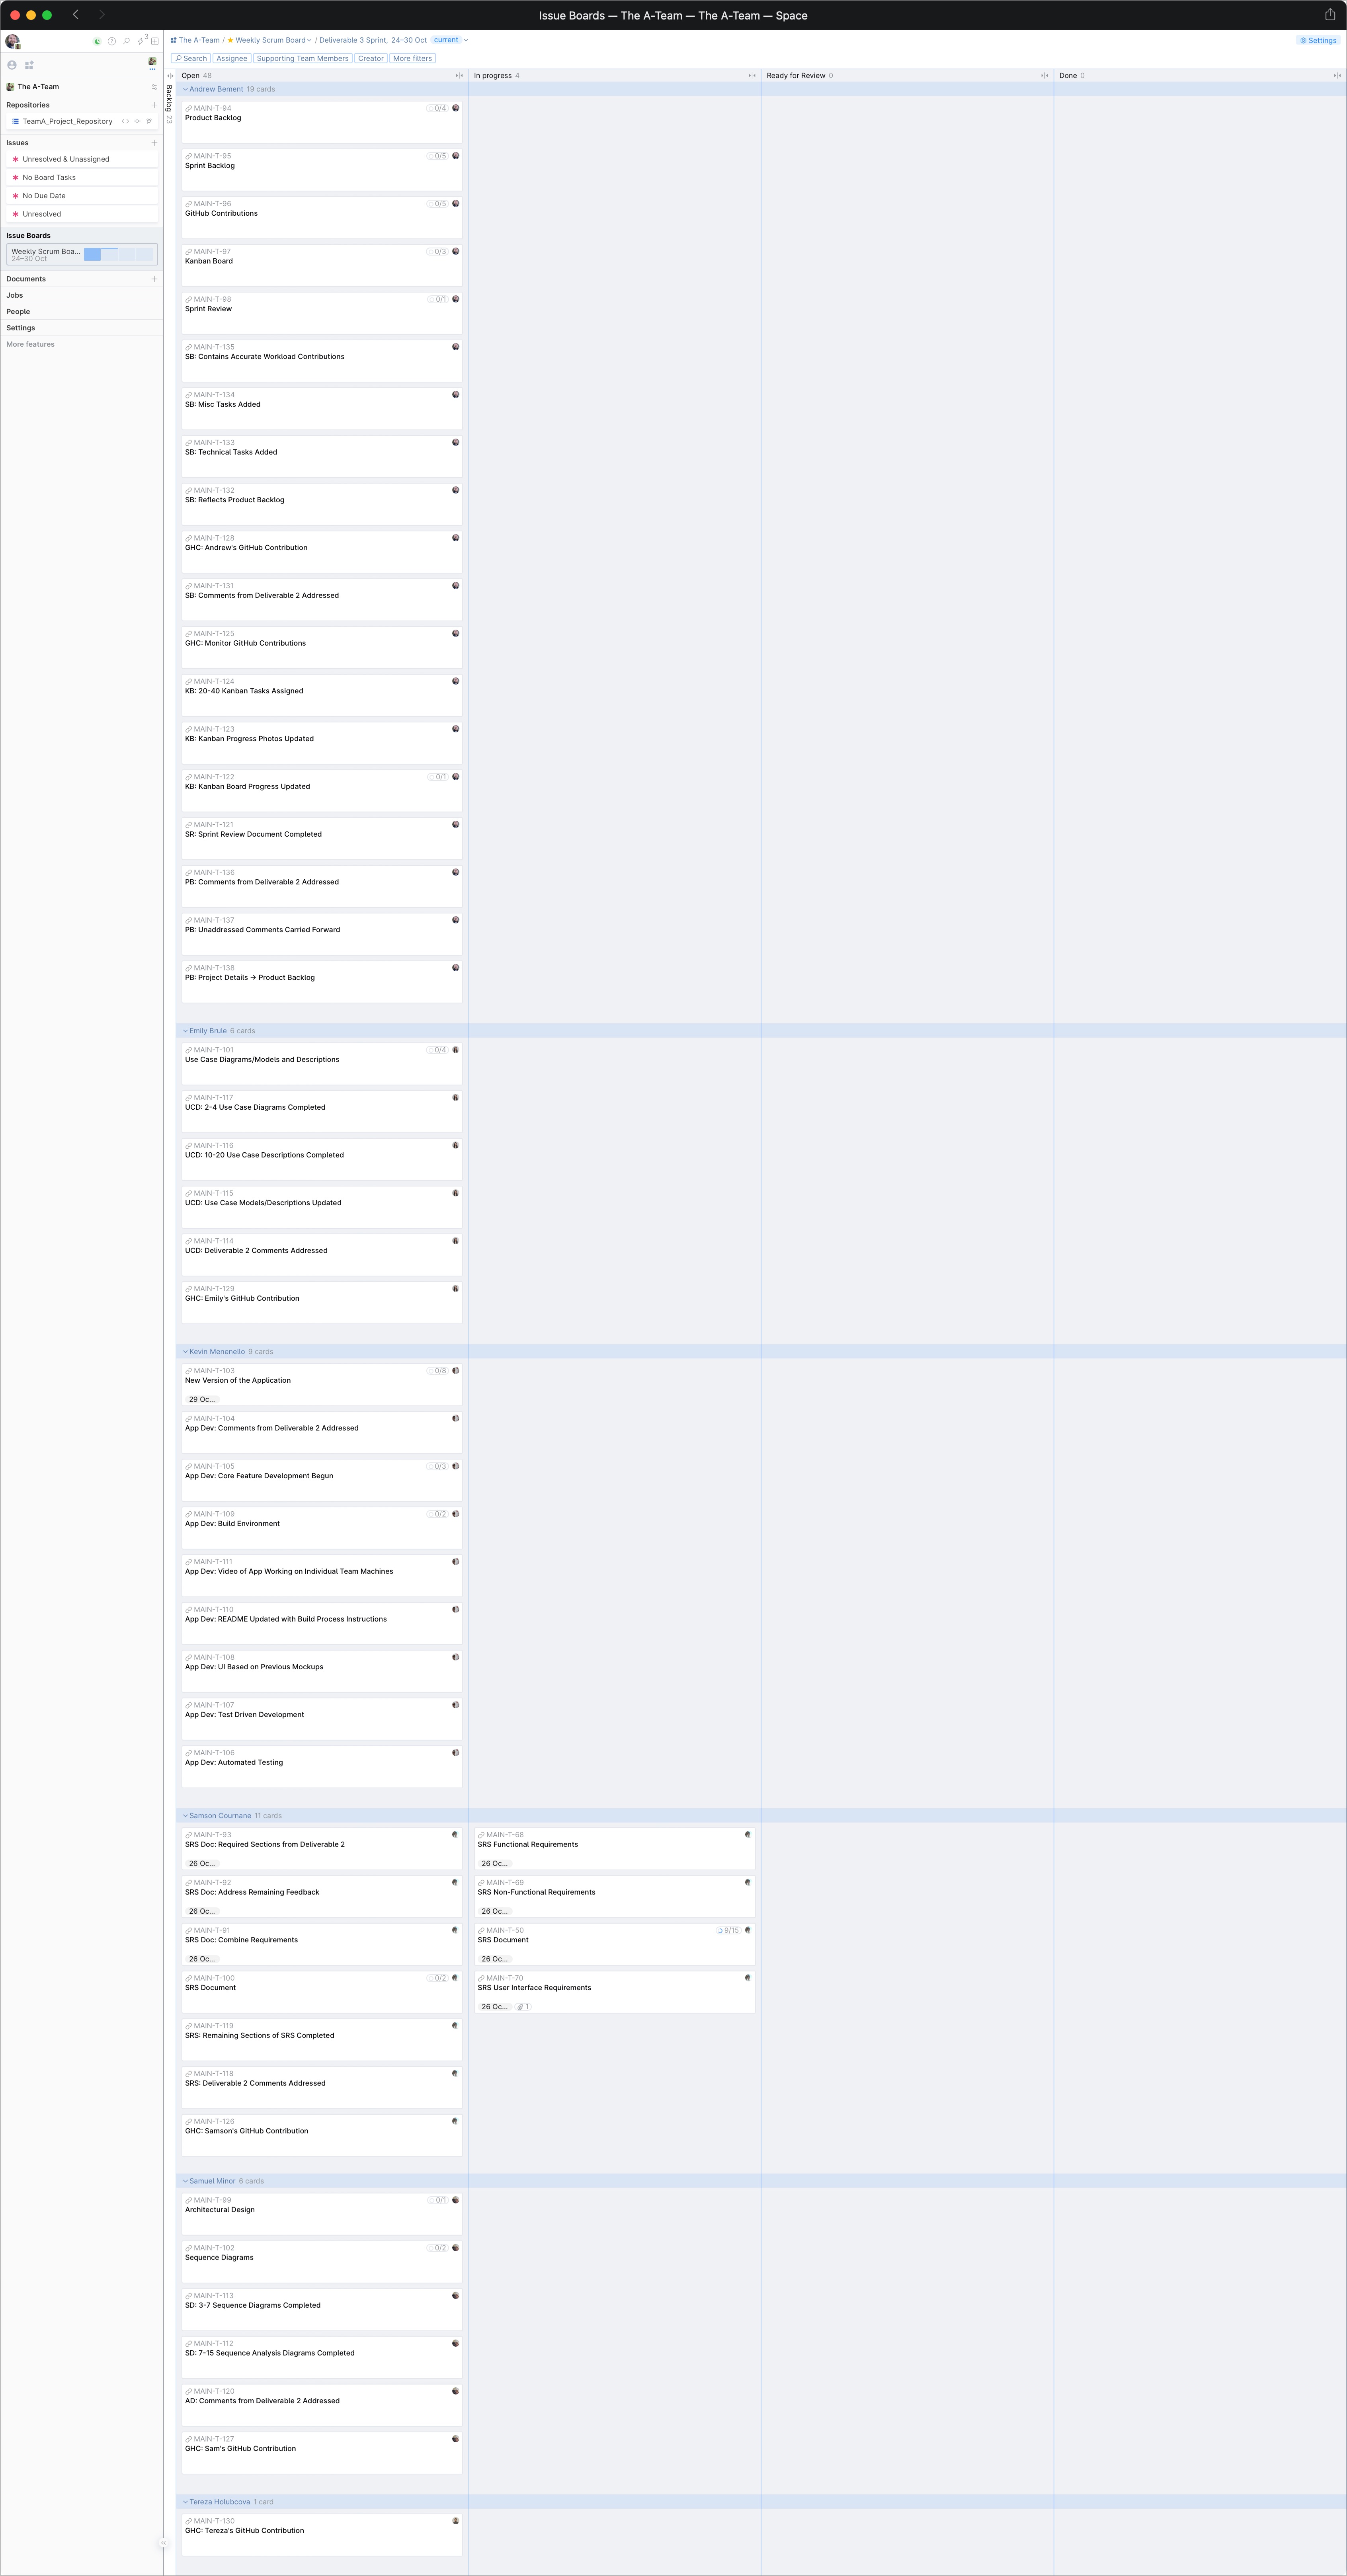 Issue Boards — The A-Team — The A-Team — Space
3
The A-Team / Weekly Scrum Board / Deliverable 3 Sprint, 24–30 Oct current
Settings
Search Assignee Supporting Team Members Creator More filters
The A-Team
Repositories
TeamA_Project_Repository
Issues
Unresolved & Unassigned
No Board Tasks
No Due Date
Unresolved
Issue Boards
Weekly Scrum Boa...
24–30 Oct
Documents
Jobs
People
Settings
More features
Backlog 23
Open 48
In progress 4
Ready for Review 0
Done 0
Andrew Bement 19 cards
MAIN-T-94 0/4
Product Backlog
MAIN-T-95 0/5
Sprint Backlog
MAIN-T-96 0/5
GitHub Contributions
MAIN-T-97 0/3
Kanban Board
MAIN-T-98 0/1
Sprint Review
MAIN-T-135
SB: Contains Accurate Workload Contributions
MAIN-T-134
SB: Misc Tasks Added
MAIN-T-133
SB: Technical Tasks Added
MAIN-T-132
SB: Reflects Product Backlog
MAIN-T-128
GHC: Andrew's GitHub Contribution
MAIN-T-131
SB: Comments from Deliverable 2 Addressed
MAIN-T-125
GHC: Monitor GitHub Contributions
MAIN-T-124
KB: 20-40 Kanban Tasks Assigned
MAIN-T-123
KB: Kanban Progress Photos Updated
MAIN-T-122 0/1
KB: Kanban Board Progress Updated
MAIN-T-121
SR: Sprint Review Document Completed
MAIN-T-136
PB: Comments from Deliverable 2 Addressed
MAIN-T-137
PB: Unaddressed Comments Carried Forward
MAIN-T-138
PB: Project Details → Product Backlog
Emily Brule 6 cards
MAIN-T-101 0/4
Use Case Diagrams/Models and Descriptions
MAIN-T-117
UCD: 2-4 Use Case Diagrams Completed
MAIN-T-116
UCD: 10-20 Use Case Descriptions Completed
MAIN-T-115
UCD: Use Case Models/Descriptions Updated
MAIN-T-114
UCD: Deliverable 2 Comments Addressed
MAIN-T-129
GHC: Emily's GitHub Contribution
Kevin Menenello 9 cards
MAIN-T-103 0/8
New Version of the Application
29 Oc...
MAIN-T-104
App Dev: Comments from Deliverable 2 Addressed
MAIN-T-105 0/3
App Dev: Core Feature Development Begun
MAIN-T-109 0/2
App Dev: Build Environment
MAIN-T-111
App Dev: Video of App Working on Individual Team Machines
MAIN-T-110
App Dev: README Updated with Build Process Instructions
MAIN-T-108
App Dev: UI Based on Previous Mockups
MAIN-T-107
App Dev: Test Driven Development
MAIN-T-106
App Dev: Automated Testing
Samson Cournane 11 cards
MAIN-T-93
SRS Doc: Required Sections from Deliverable 2
26 Oc...
MAIN-T-92
SRS Doc: Address Remaining Feedback
26 Oc...
MAIN-T-91
SRS Doc: Combine Requirements
26 Oc...
MAIN-T-100 0/2
SRS Document
MAIN-T-119
SRS: Remaining Sections of SRS Completed
MAIN-T-118
SRS: Deliverable 2 Comments Addressed
MAIN-T-126
GHC: Samson's GitHub Contribution
MAIN-T-68
SRS Functional Requirements
26 Oc...
MAIN-T-69
SRS Non-Functional Requirements
26 Oc...
MAIN-T-50 9/15
SRS Document
26 Oc...
MAIN-T-70
SRS User Interface Requirements
26 Oc... 1
Samuel Minor 6 cards
MAIN-T-99 0/1
Architectural Design
MAIN-T-102 0/2
Sequence Diagrams
MAIN-T-113
SD: 3-7 Sequence Diagrams Completed
MAIN-T-112
SD: 7-15 Sequence Analysis Diagrams Completed
MAIN-T-120
AD: Comments from Deliverable 2 Addressed
MAIN-T-127
GHC: Sam's GitHub Contribution
Tereza Holubcova 1 card
MAIN-T-130
GHC: Tereza's GitHub Contribution